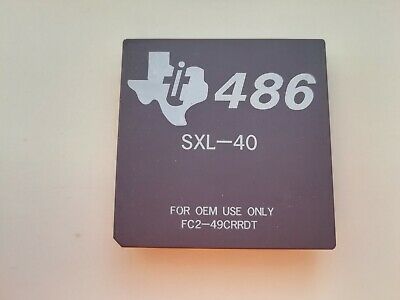 ti 486
SXL-40
FOR OEM USE ONLY
FC2-49CRRDT